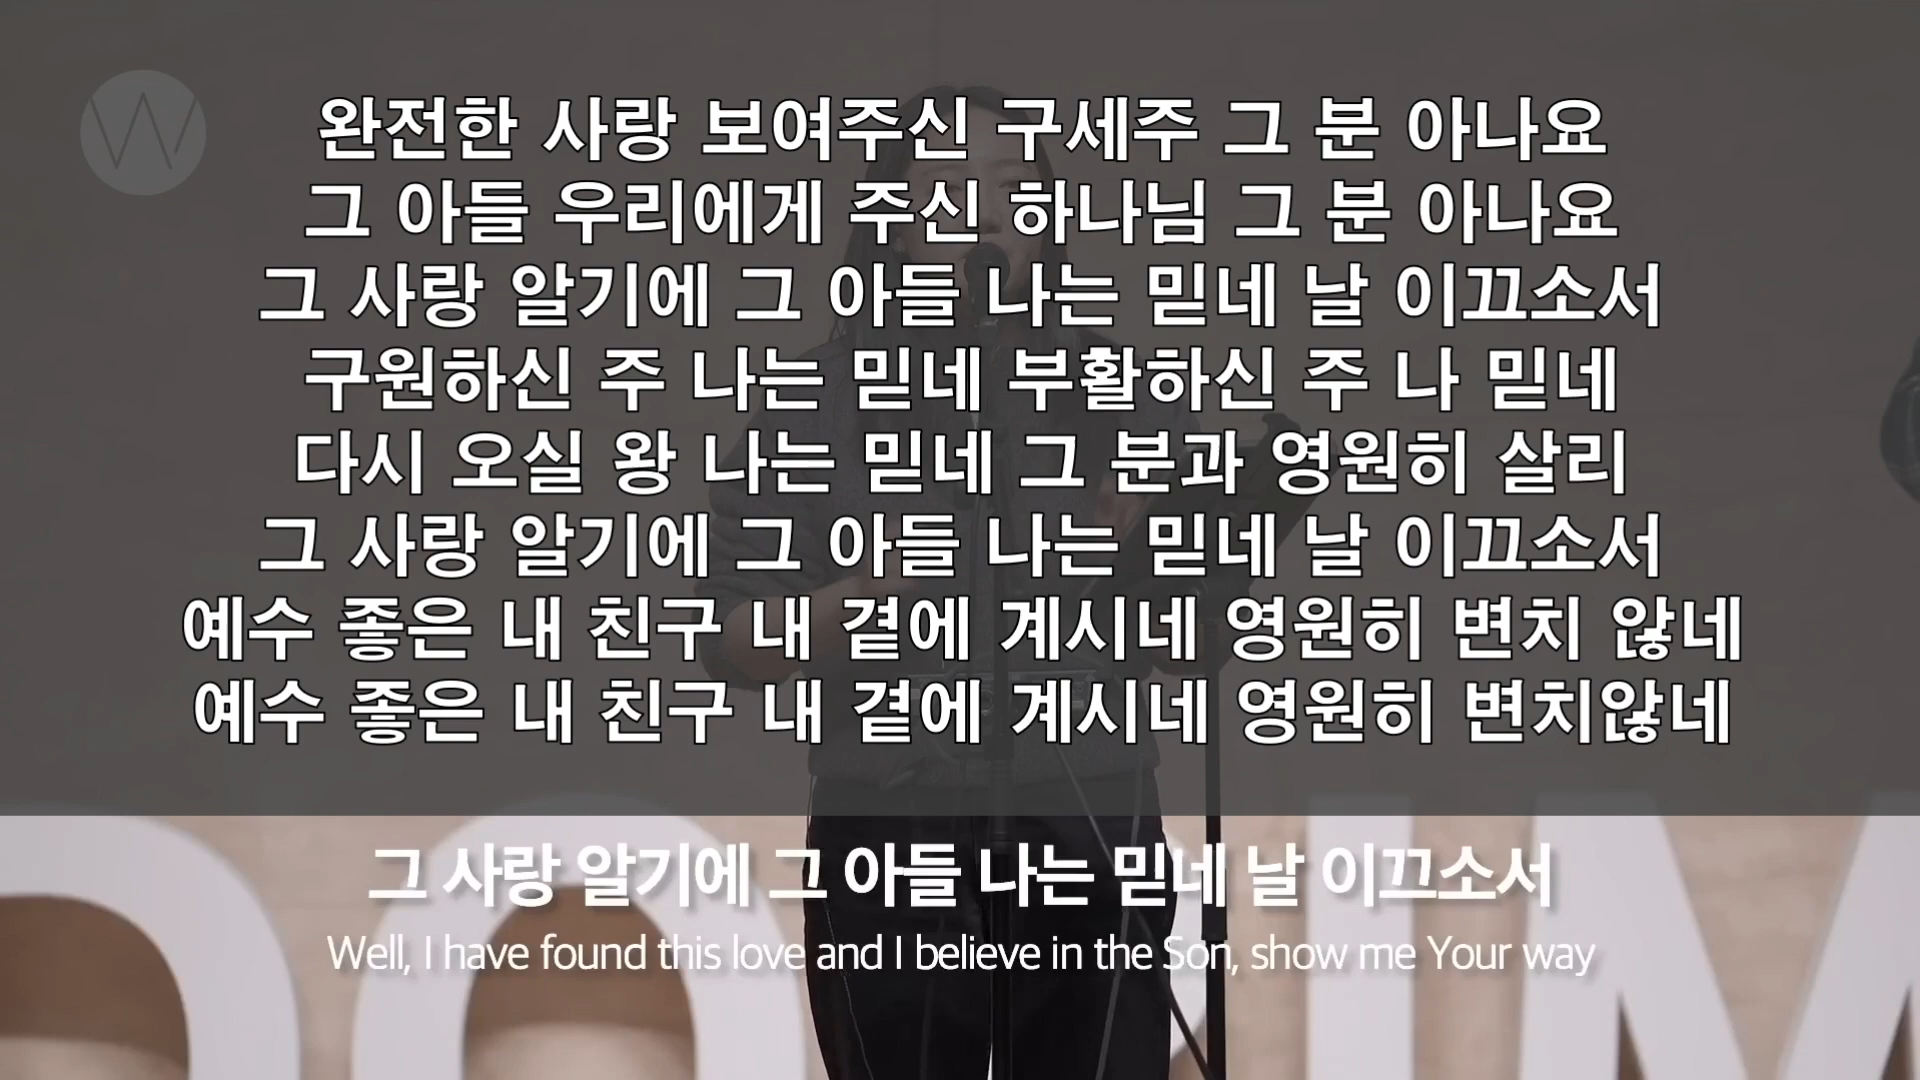 완전한 사랑 보여주신 구세주 그 분 아나요
그 아들 우리에게 주신 하나님 그 분 아나요
그 사랑 알기에 그 아들 나는 믿네 날 이끄소서
구원하신 주 나는 믿네 부활하신 주 나 믿네
다시 오실 왕 나는 믿네 그 분과 영원히 살리
그 사랑 알기에 그 아들 나는 믿네 날 이끄소서
예수 좋은 내 친구 내 곁에 계시네 영원히 변치 않네
예수 좋은 내 친구 내 곁에 계시네 영원히 변치않네
그 사랑 알기에 그 아들 나는 믿네 날 이끄소서
Well, I have found this love and I believe in the Son, show me Your way